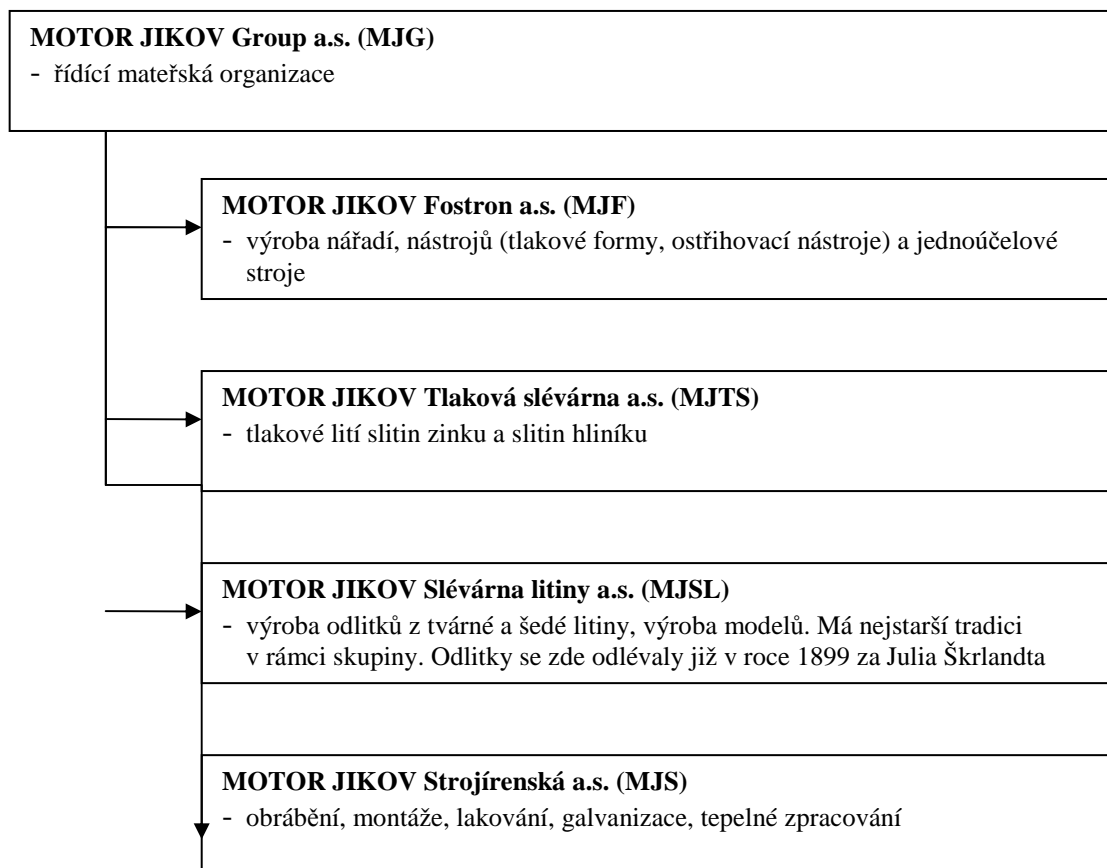 MOTOR JIKOV Group a.s. (MJG)
- řídící mateřská organizace
MOTOR JIKOV Fostron a.s. (MJF)
- výroba nářadí, nástrojů (tlakové formy, ostřihovací nástroje) a jednoúčelové
stroje
MOTOR JIKOV Tlaková slévárna a.s. (MJTS)
- tlakové lití slitin zinku a slitin hliníku
MOTOR JIKOV Slévárna litiny a.s. (MJSL)
- výroba odlitků z tvárné a šedé litiny, výroba modelů. Má nejstarší tradici
v rámci skupiny. Odlitky se zde odlévaly již v roce 1899 za Julia Škrlandta
MOTOR JIKOV Strojírenská a.s. (MJS)
- obrábění, montáže, lakování, galvanizace, tepelné zpracování